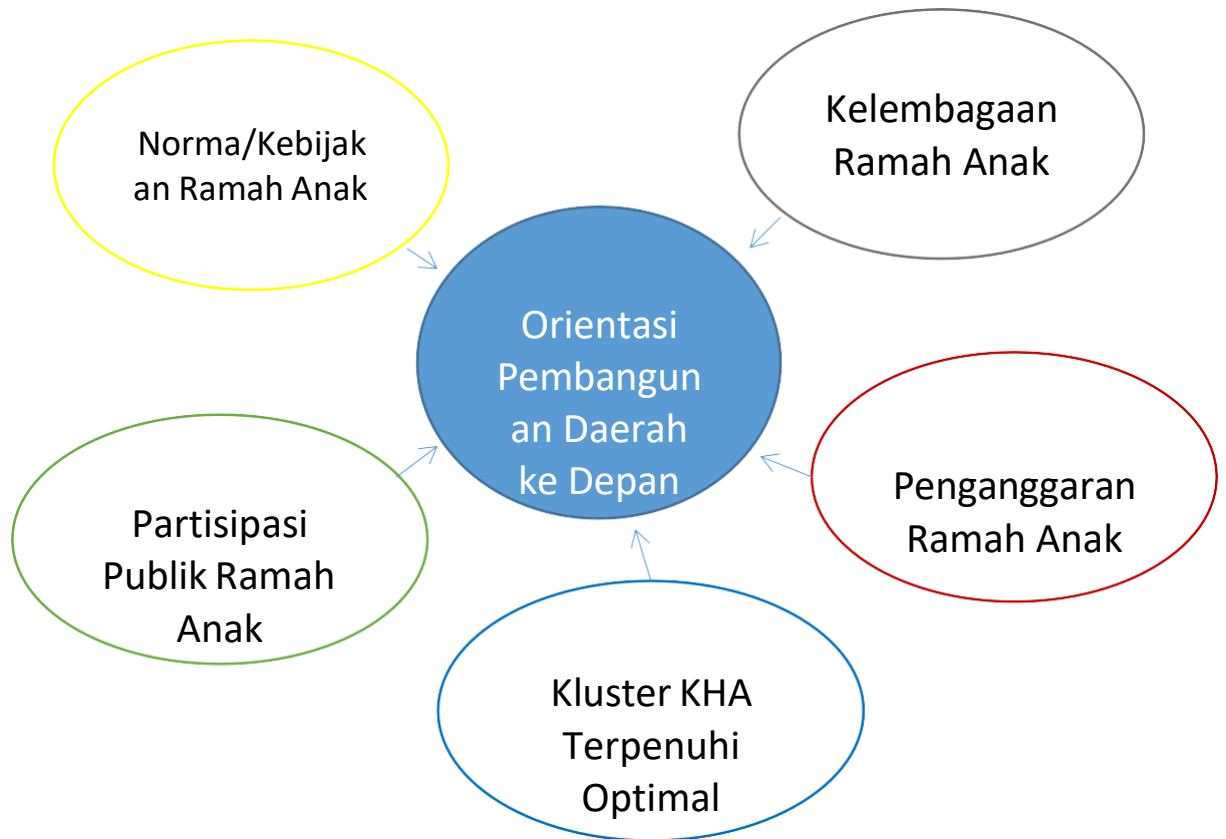 Norma/Kebijak
an Ramah Anak
Kelembagaan
Ramah Anak
Orientasi
Pembangun
an Daerah
ke Depan
Partisipasi
Publik Ramah
Anak
Penganggaran
Ramah Anak
Kluster KHA
Terpenuhi
Optimal